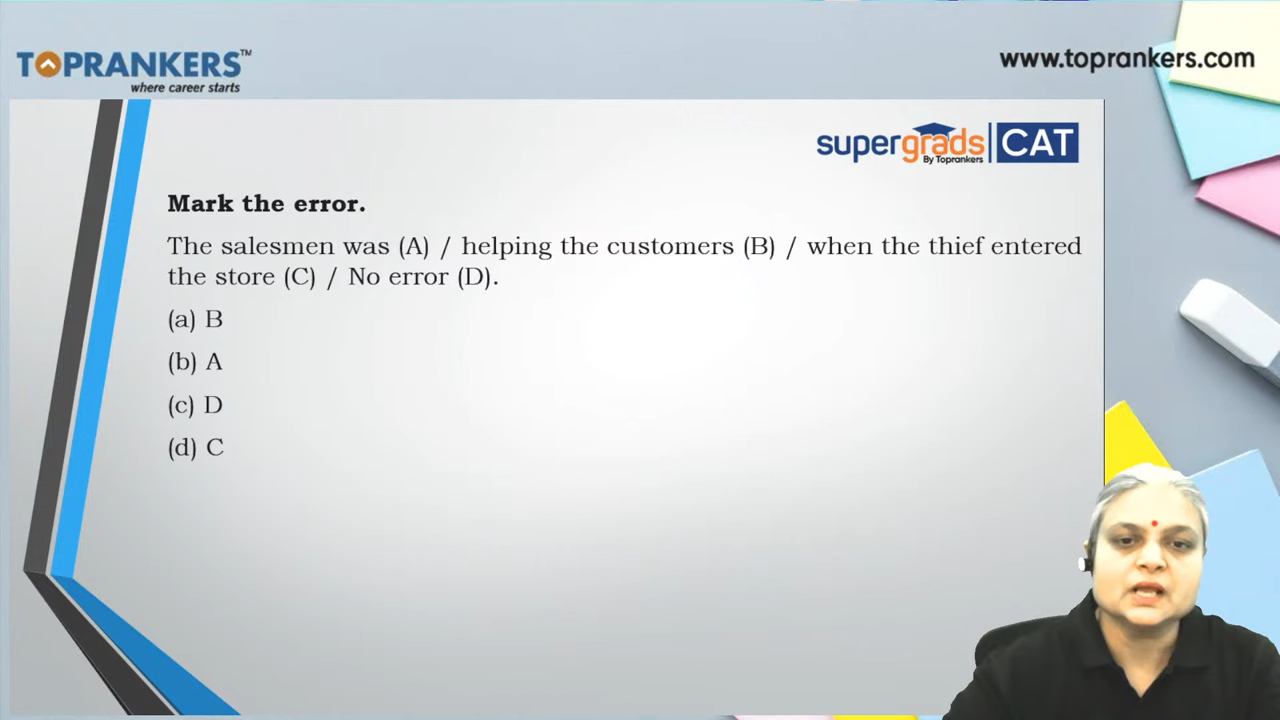 TOPRANKERS™
where career starts
www.toprankers.com
supergrads | CAT
By Toprankers
Mark the error.
The salesmen was (A) / helping the customers (B) / when the thief entered
the store (C) / No error (D).
(a) B
(b) A
(c) D
(d) C